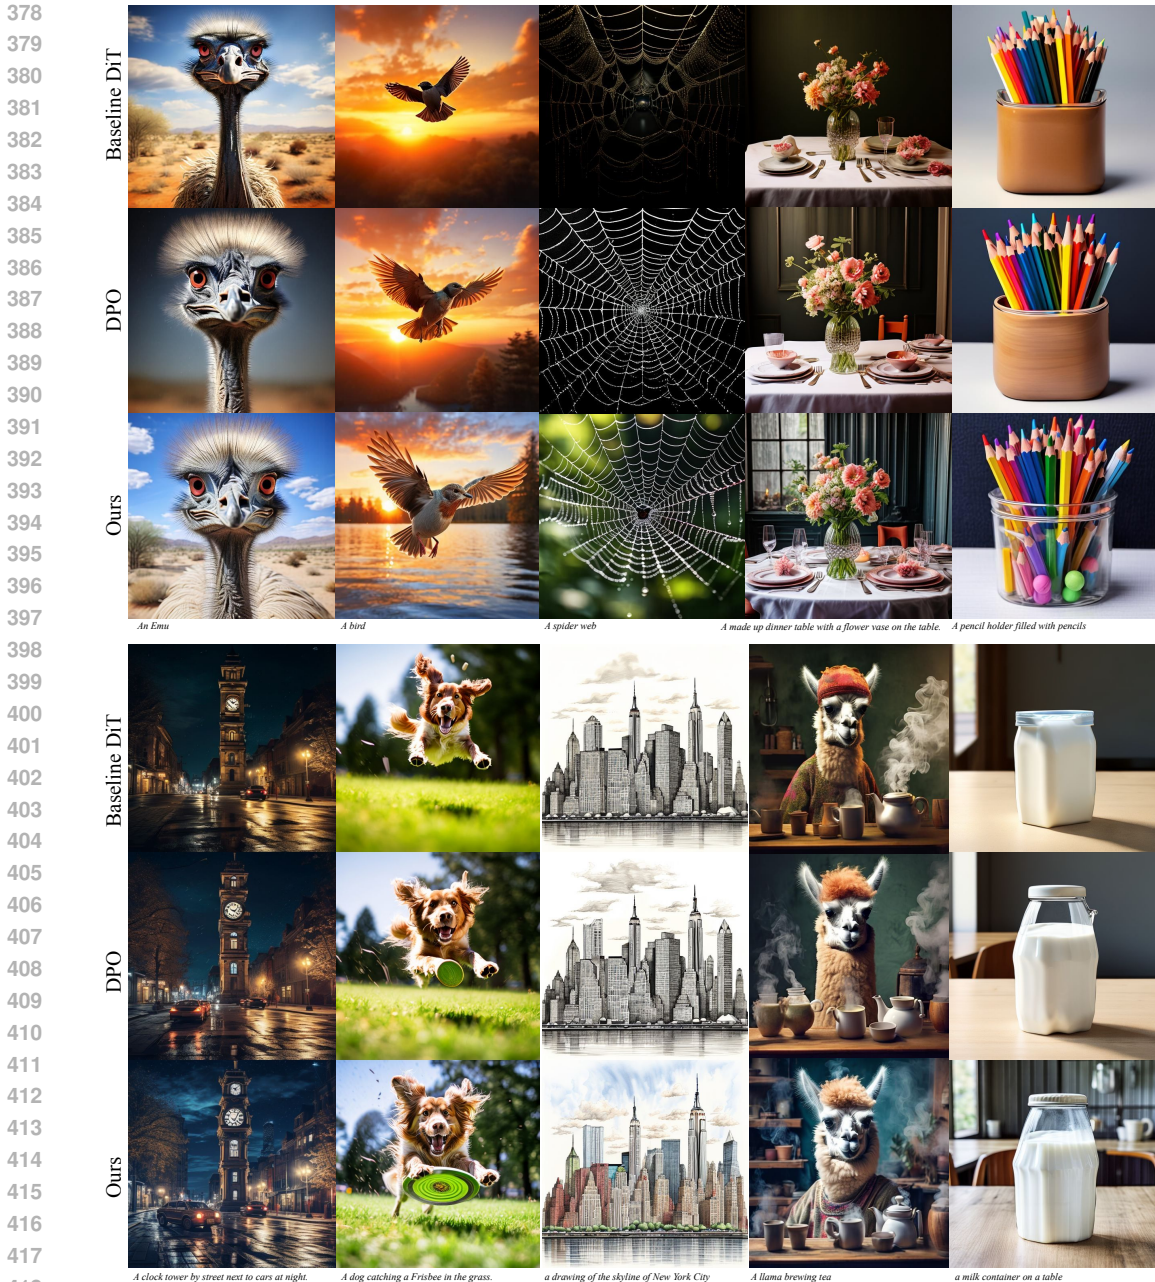 378
379
380
381
382
383
384
385
386
387
388
389
390
391
392
393
394
395
396
397
398
399
400
401
402
403
404
405
406
407
408
409
410
411
412
413
414
415
416
417
Baseline DiT
DPO
Ours
An Emu
A bird
A spider web
A made up dinner table with a flower vase on the table.
A pencil holder filled with pencils
Baseline DiT
DPO
Ours
A clock tower by street next to cars at night.
A dog catching a Frisbee in the grass.
a drawing of the skyline of New York City
A llama brewing tea
a milk container on a table